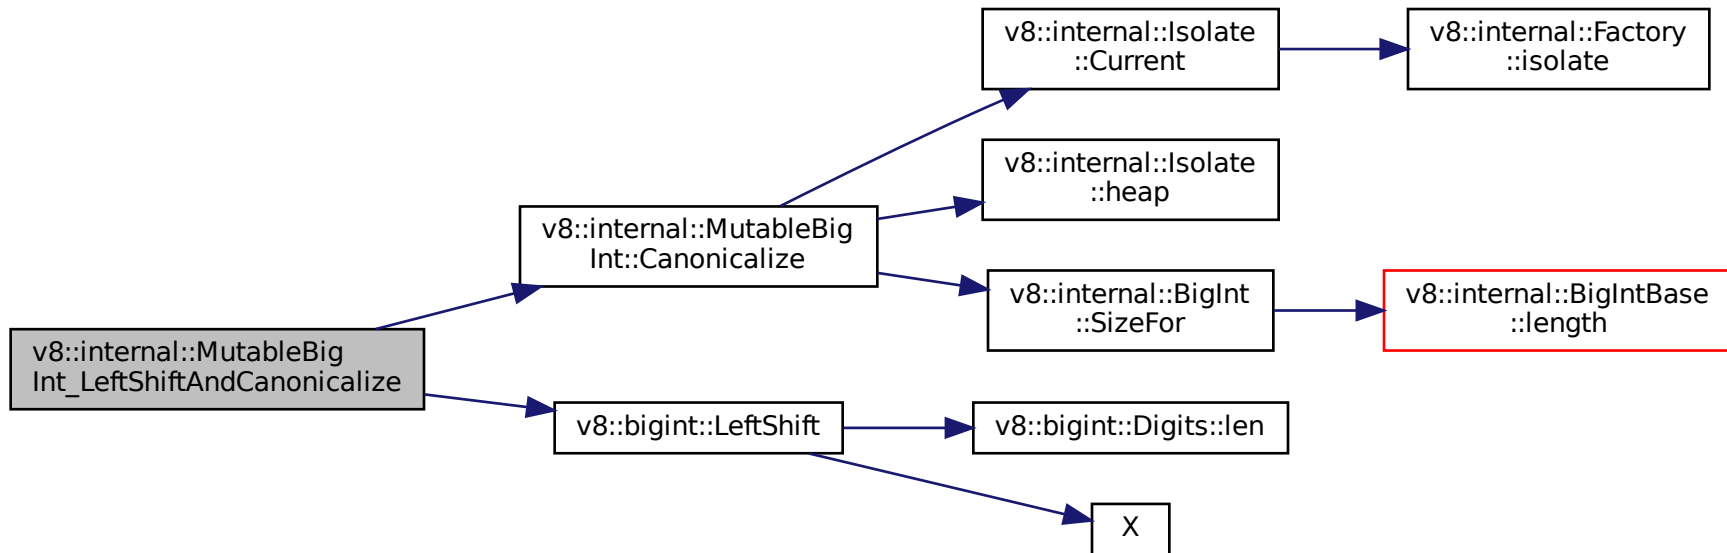 v8::internal::MutableBig
Int_LeftShiftAndCanonicalize
v8::internal::MutableBig
Int::Canonicalize
v8::internal::Isolate
::Current
v8::internal::Factory
::isolate
v8::internal::Isolate
::heap
v8::internal::BigInt
::SizeFor
v8::internal::BigIntBase
::length
v8::bigint::LeftShift
v8::bigint::Digits::len
X